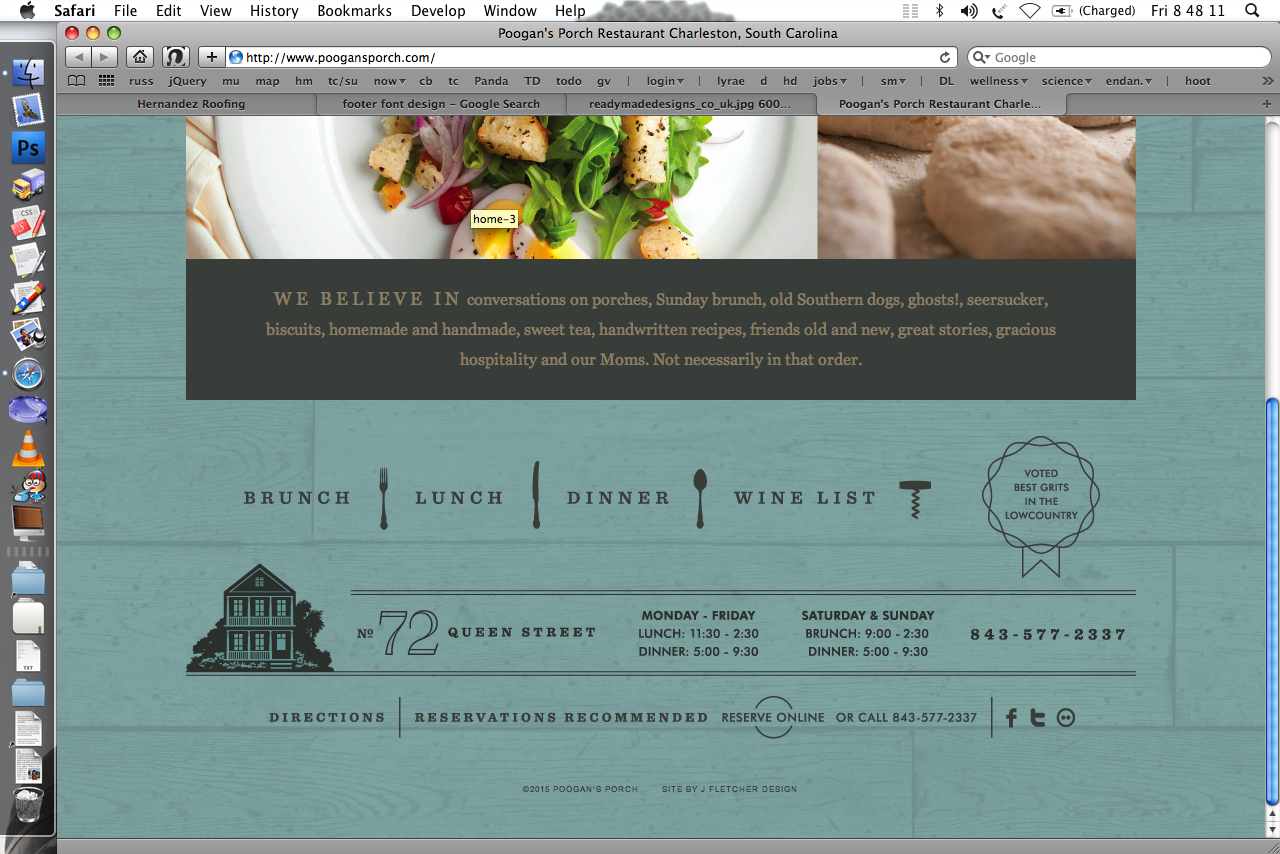 Safari File Edit View History Bookmarks Develop Window Help (Charged) Fri 8 48 11
Poogan's Porch Restaurant Charleston, South Carolina
http://www.poogansporch.com/ Google
russ jQuery mu map hm tc/su now cb tc Panda TD todo gv | login | lyrae d hd jobs | sm | DL wellness science endan. | hoot
Hernandez Roofing footer font design – Google Search readymadedesigns_co_uk.jpg 600... Poogan's Porch Restaurant Charle...
Ps
CSS
home-3
WE BELIEVE IN conversations on porches, Sunday brunch, old Southern dogs, ghosts!, seersucker,
biscuits, homemade and handmade, sweet tea, handwritten recipes, friends old and new, great stories, gracious
hospitality and our Moms. Not necessarily in that order.
BRUNCH LUNCH DINNER WINE LIST
VOTED
BEST GRITS
IN THE
LOWCOUNTRY
№ 72 QUEEN STREET
MONDAY - FRIDAY
LUNCH: 11:30 - 2:30
DINNER: 5:00 - 9:30
SATURDAY & SUNDAY
BRUNCH: 9:00 - 2:30
DINNER: 5:00 - 9:30
843-577-2337
TXT
DIRECTIONS RESERVATIONS RECOMMENDED RESERVE ONLINE OR CALL 843-577-2337
©2015 POOGAN'S PORCH SITE BY J FLETCHER DESIGN